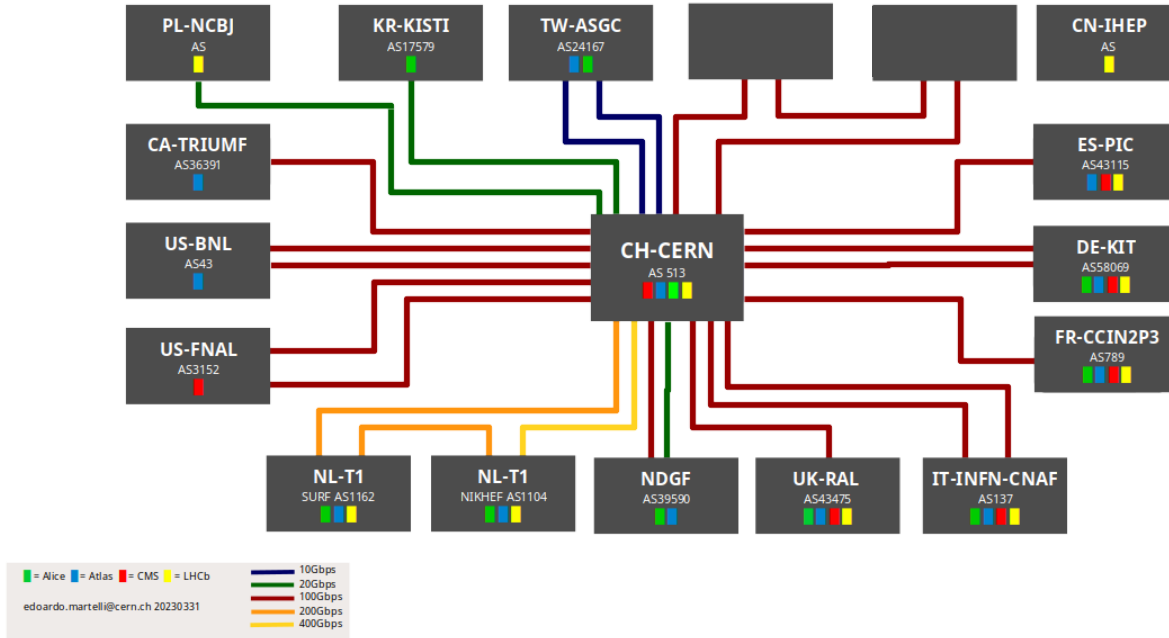 PL-NCBJ
AS
KR-KISTI
AS17579
TW-ASGC
AS24167
CN-IHEP
AS
CA-TRIUMF
AS36391
ES-PIC
AS43115
US-BNL
AS43
CH-CERN
AS 513
DE-KIT
AS58069
US-FNAL
AS3152
FR-CCIN2P3
AS789
NL-T1
SURF AS1162
NL-T1
NIKHEF AS1104
NDGF
AS39590
UK-RAL
AS43475
IT-INFN-CNAF
AS137
= Alice = Atlas = CMS = LHCb
edoardo.martelli@cern.ch 20230331
10Gbps
20Gbps
100Gbps
200Gbps
400Gbps